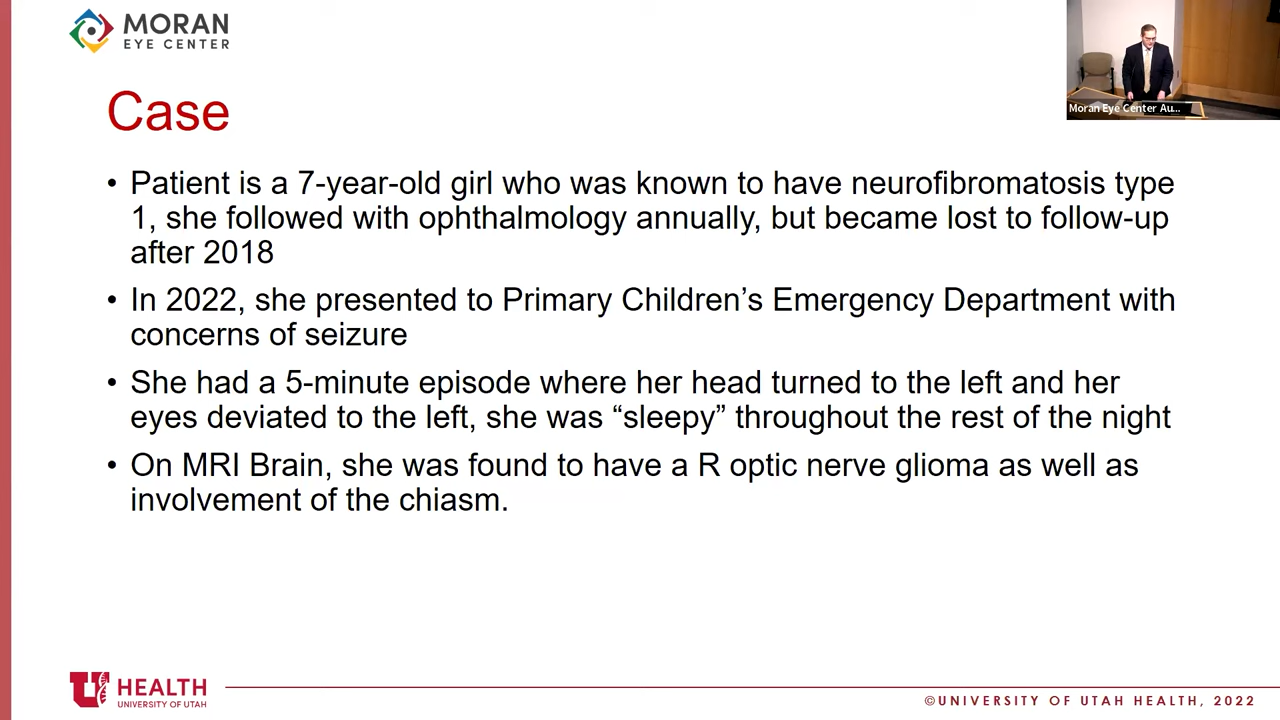 MORAN
EYE CENTER
Moran Eye Center Au...
Case
• Patient is a 7-year-old girl who was known to have neurofibromatosis type
1, she followed with ophthalmology annually, but became lost to follow-up
after 2018
• In 2022, she presented to Primary Children’s Emergency Department with
concerns of seizure
• She had a 5-minute episode where her head turned to the left and her
eyes deviated to the left, she was “sleepy” throughout the rest of the night
• On MRI Brain, she was found to have a R optic nerve glioma as well as
involvement of the chiasm.
U HEALTH
UNIVERSITY OF UTAH
©UNIVERSITY OF UTAH HEALTH, 2022